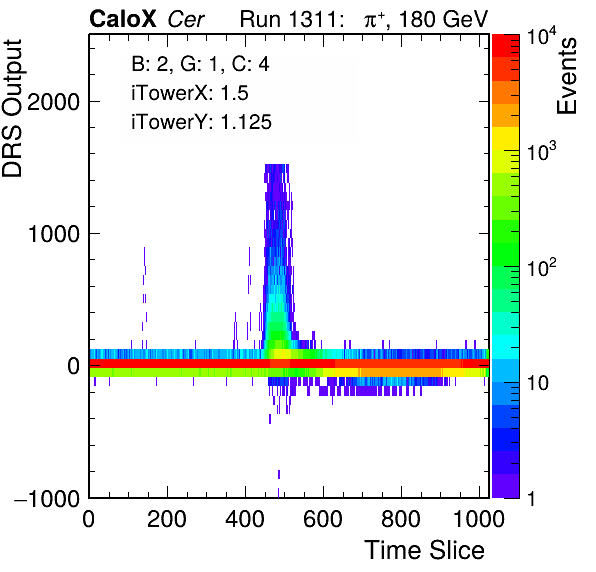 CaloX Cer Run 1311: π⁺, 180 GeV
B: 2, G: 1, C: 4
iTowerX: 1.5
iTowerY: 1.125
DRS Output
2000
1000
0
−1000
0 200 400 600 800 1000
Time Slice
10⁴
10³
10²
10
1
Events